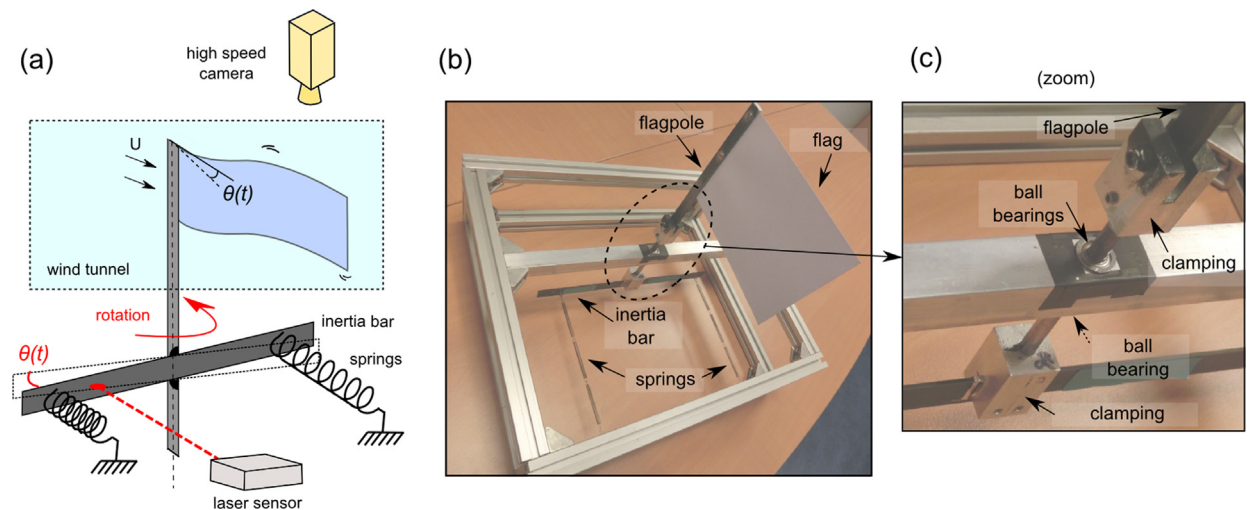 (a)
high speed
camera
U
θ(t)
wind tunnel
rotation
inertia bar
θ(t)
springs
laser sensor
(b)
flagpole
flag
inertia
bar
springs
(c)
(zoom)
flagpole
ball
bearings
clamping
ball
bearing
clamping